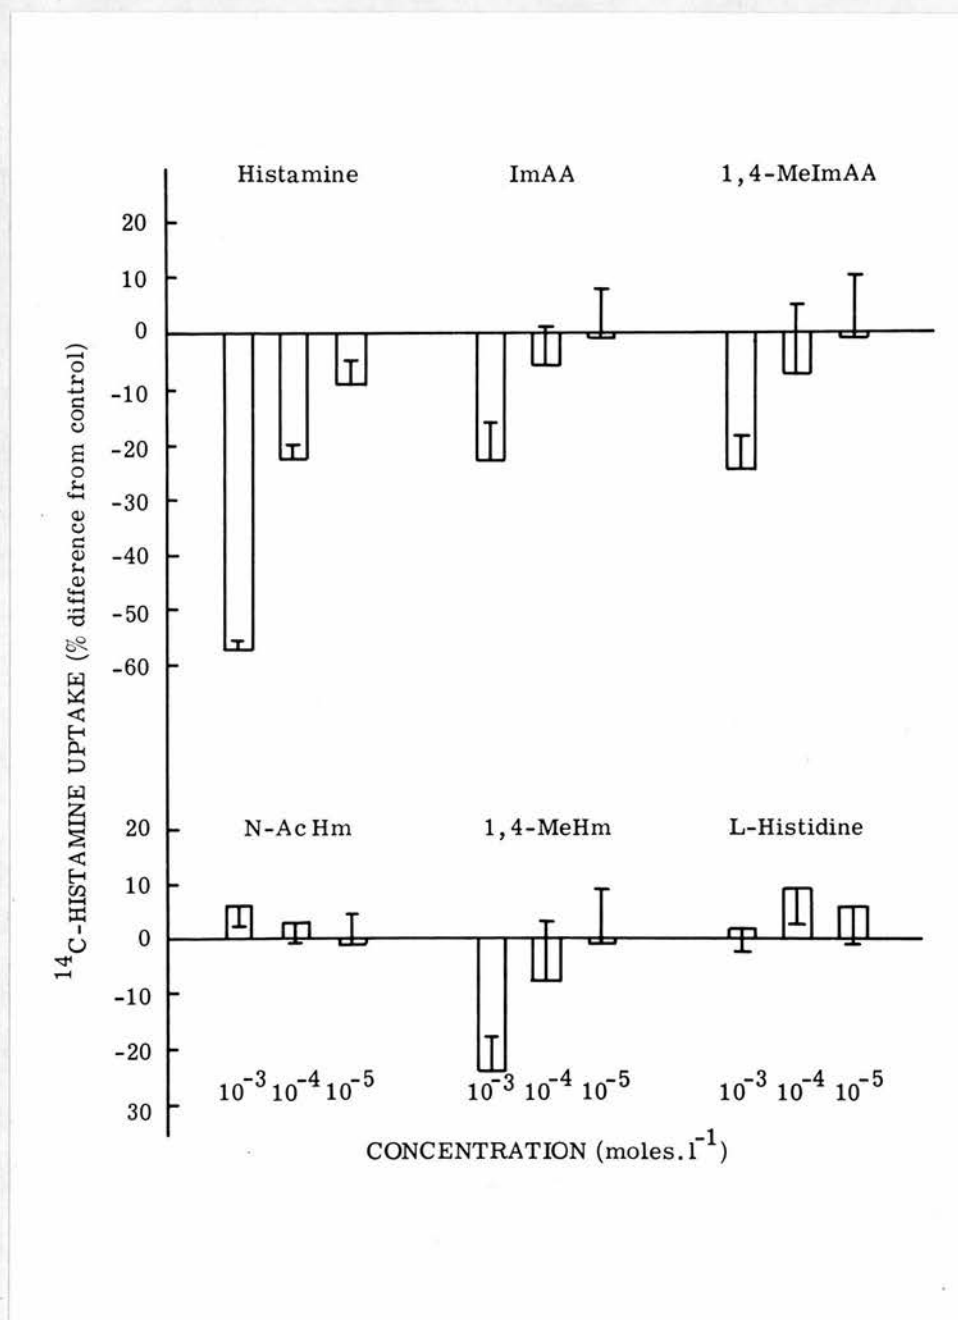 Histamine
ImAA
1,4-MeImAA
20
10
0
-10
-20
-30
-40
-50
-60
¹⁴C-HISTAMINE UPTAKE (% difference from control)
N-AcHm
1,4-MeHm
L-Histidine
20
10
0
-10
-20
30
10⁻³ 10⁻⁴ 10⁻⁵
10⁻³ 10⁻⁴ 10⁻⁵
10⁻³ 10⁻⁴ 10⁻⁵
CONCENTRATION (moles.l⁻¹)